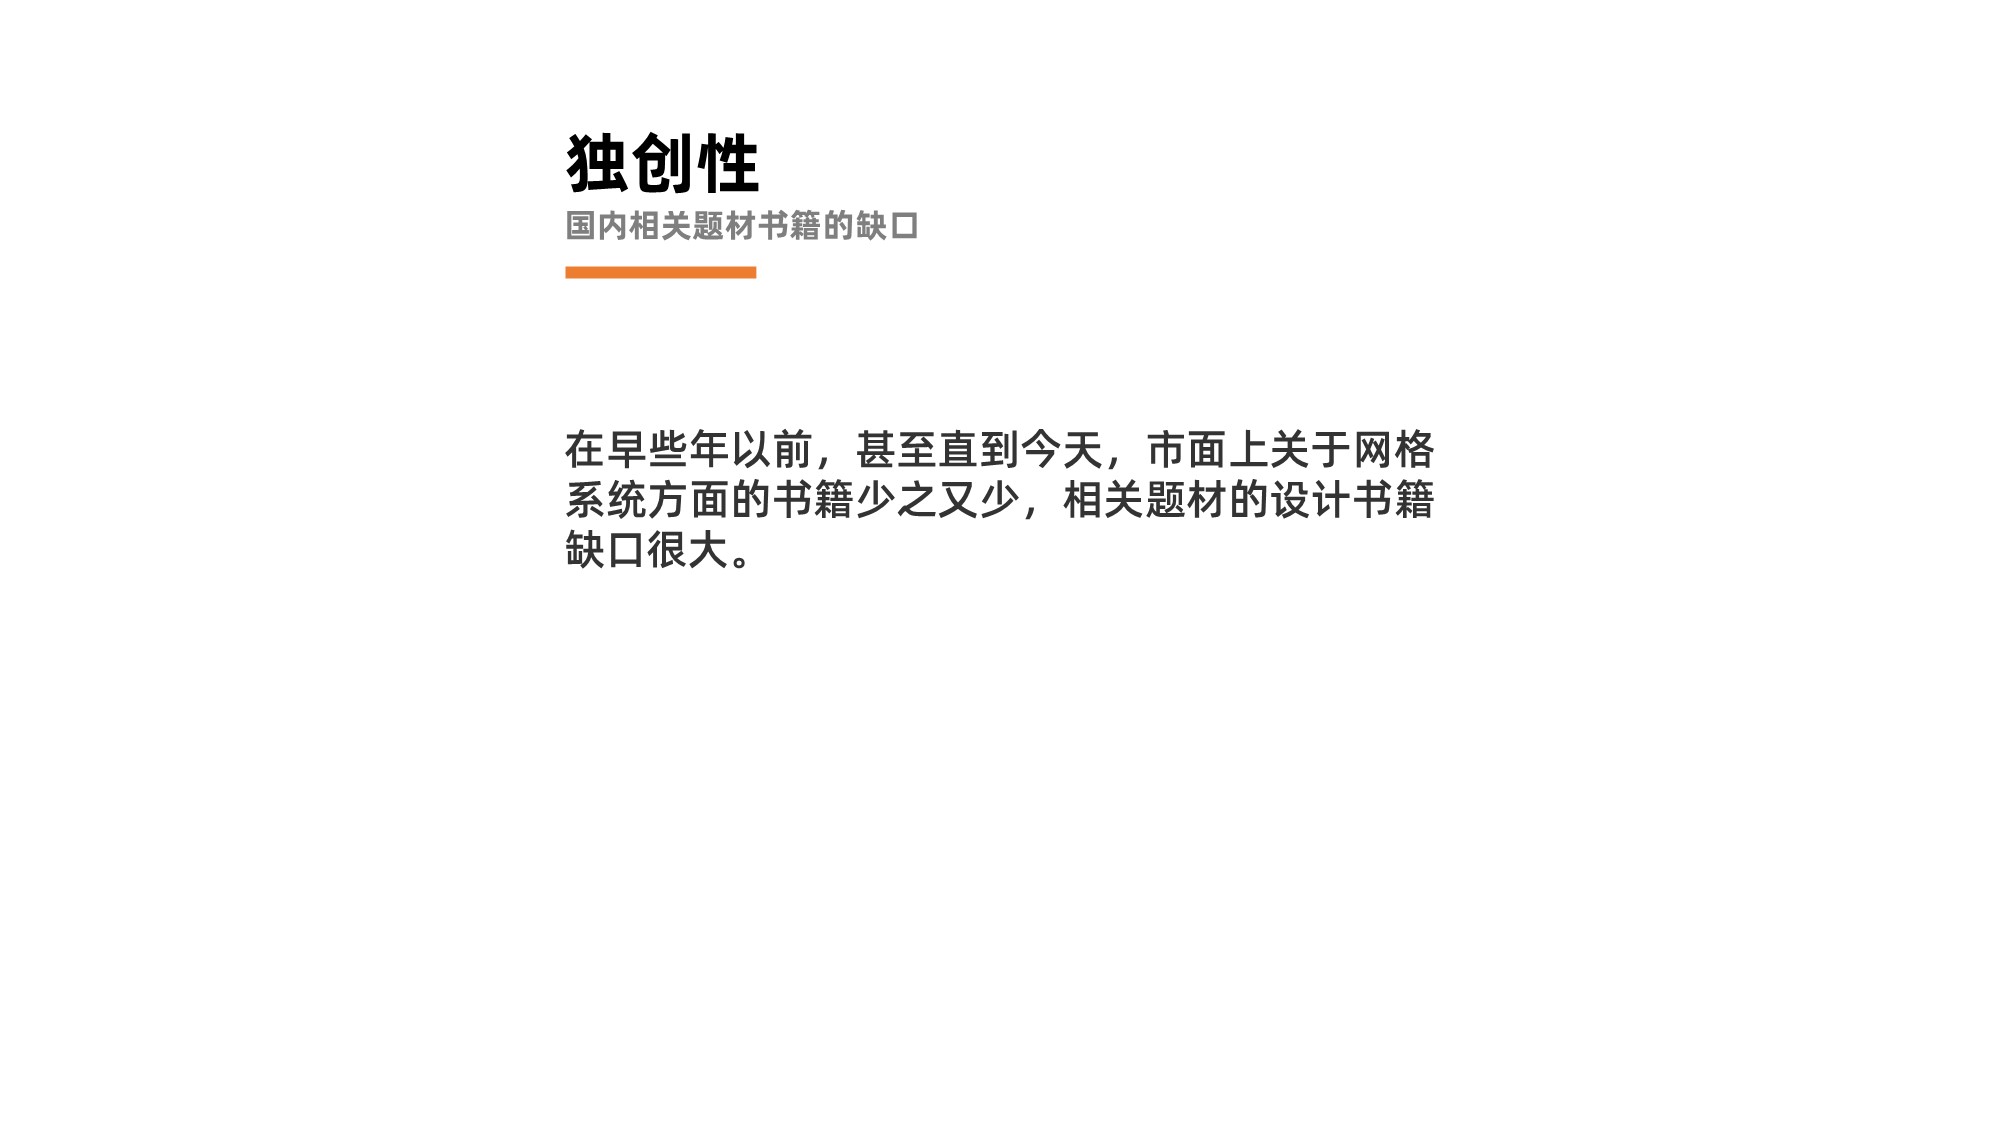 独创性
国内相关题材书籍的缺口
在早些年以前，甚至直到今天，市面上关于网格
系统方面的书籍少之又少，相关题材的设计书籍
缺口很大。